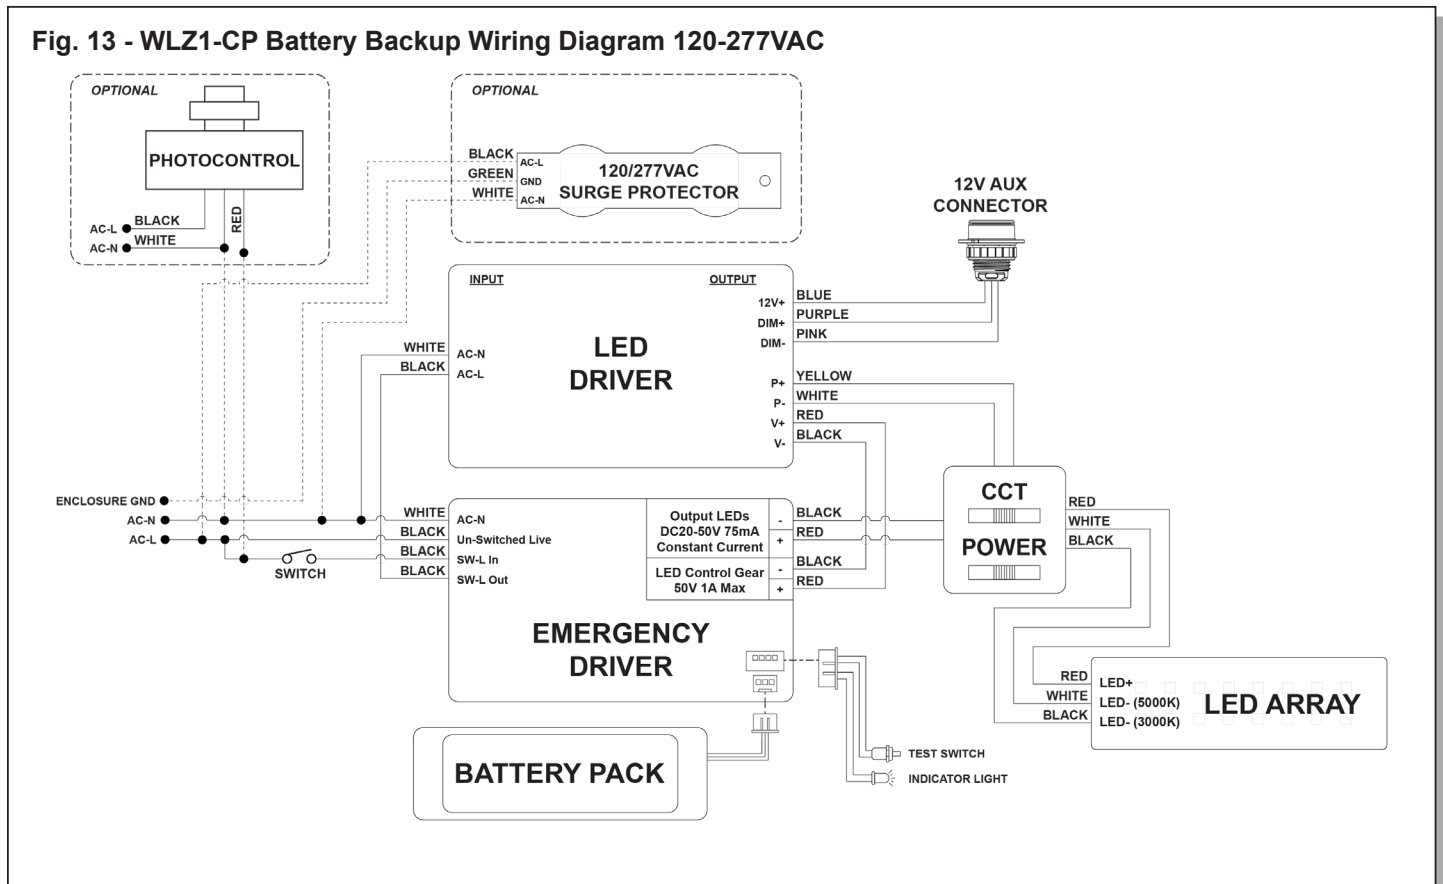 Fig. 13 - WLZ1-CP Battery Backup Wiring Diagram 120-277VAC
OPTIONAL
PHOTOCONTROL
AC-L
BLACK
AC-N
WHITE
RED
OPTIONAL
BLACK
GREEN
WHITE
AC-L
GND
AC-N
120/277VAC
SURGE PROTECTOR
12V AUX
CONNECTOR
INPUT
OUTPUT
WHITE
AC-N
BLACK
AC-L
LED
DRIVER
12V+
BLUE
DIM+
PURPLE
DIM-
PINK
P+
YELLOW
P-
WHITE
V+
RED
V-
BLACK
ENCLOSURE GND
AC-N
AC-L
SWITCH
WHITE
AC-N
BLACK
Un-Switched Live
BLACK
SW-L In
BLACK
SW-L Out
Output LEDs
DC20-50V 75mA
Constant Current
-
BLACK
+
RED
LED Control Gear
50V 1A Max
-
BLACK
+
RED
EMERGENCY
DRIVER
CCT
POWER
RED
WHITE
BLACK
RED
LED+
WHITE
LED- (5000K)
BLACK
LED- (3000K)
LED ARRAY
BATTERY PACK
TEST SWITCH
INDICATOR LIGHT